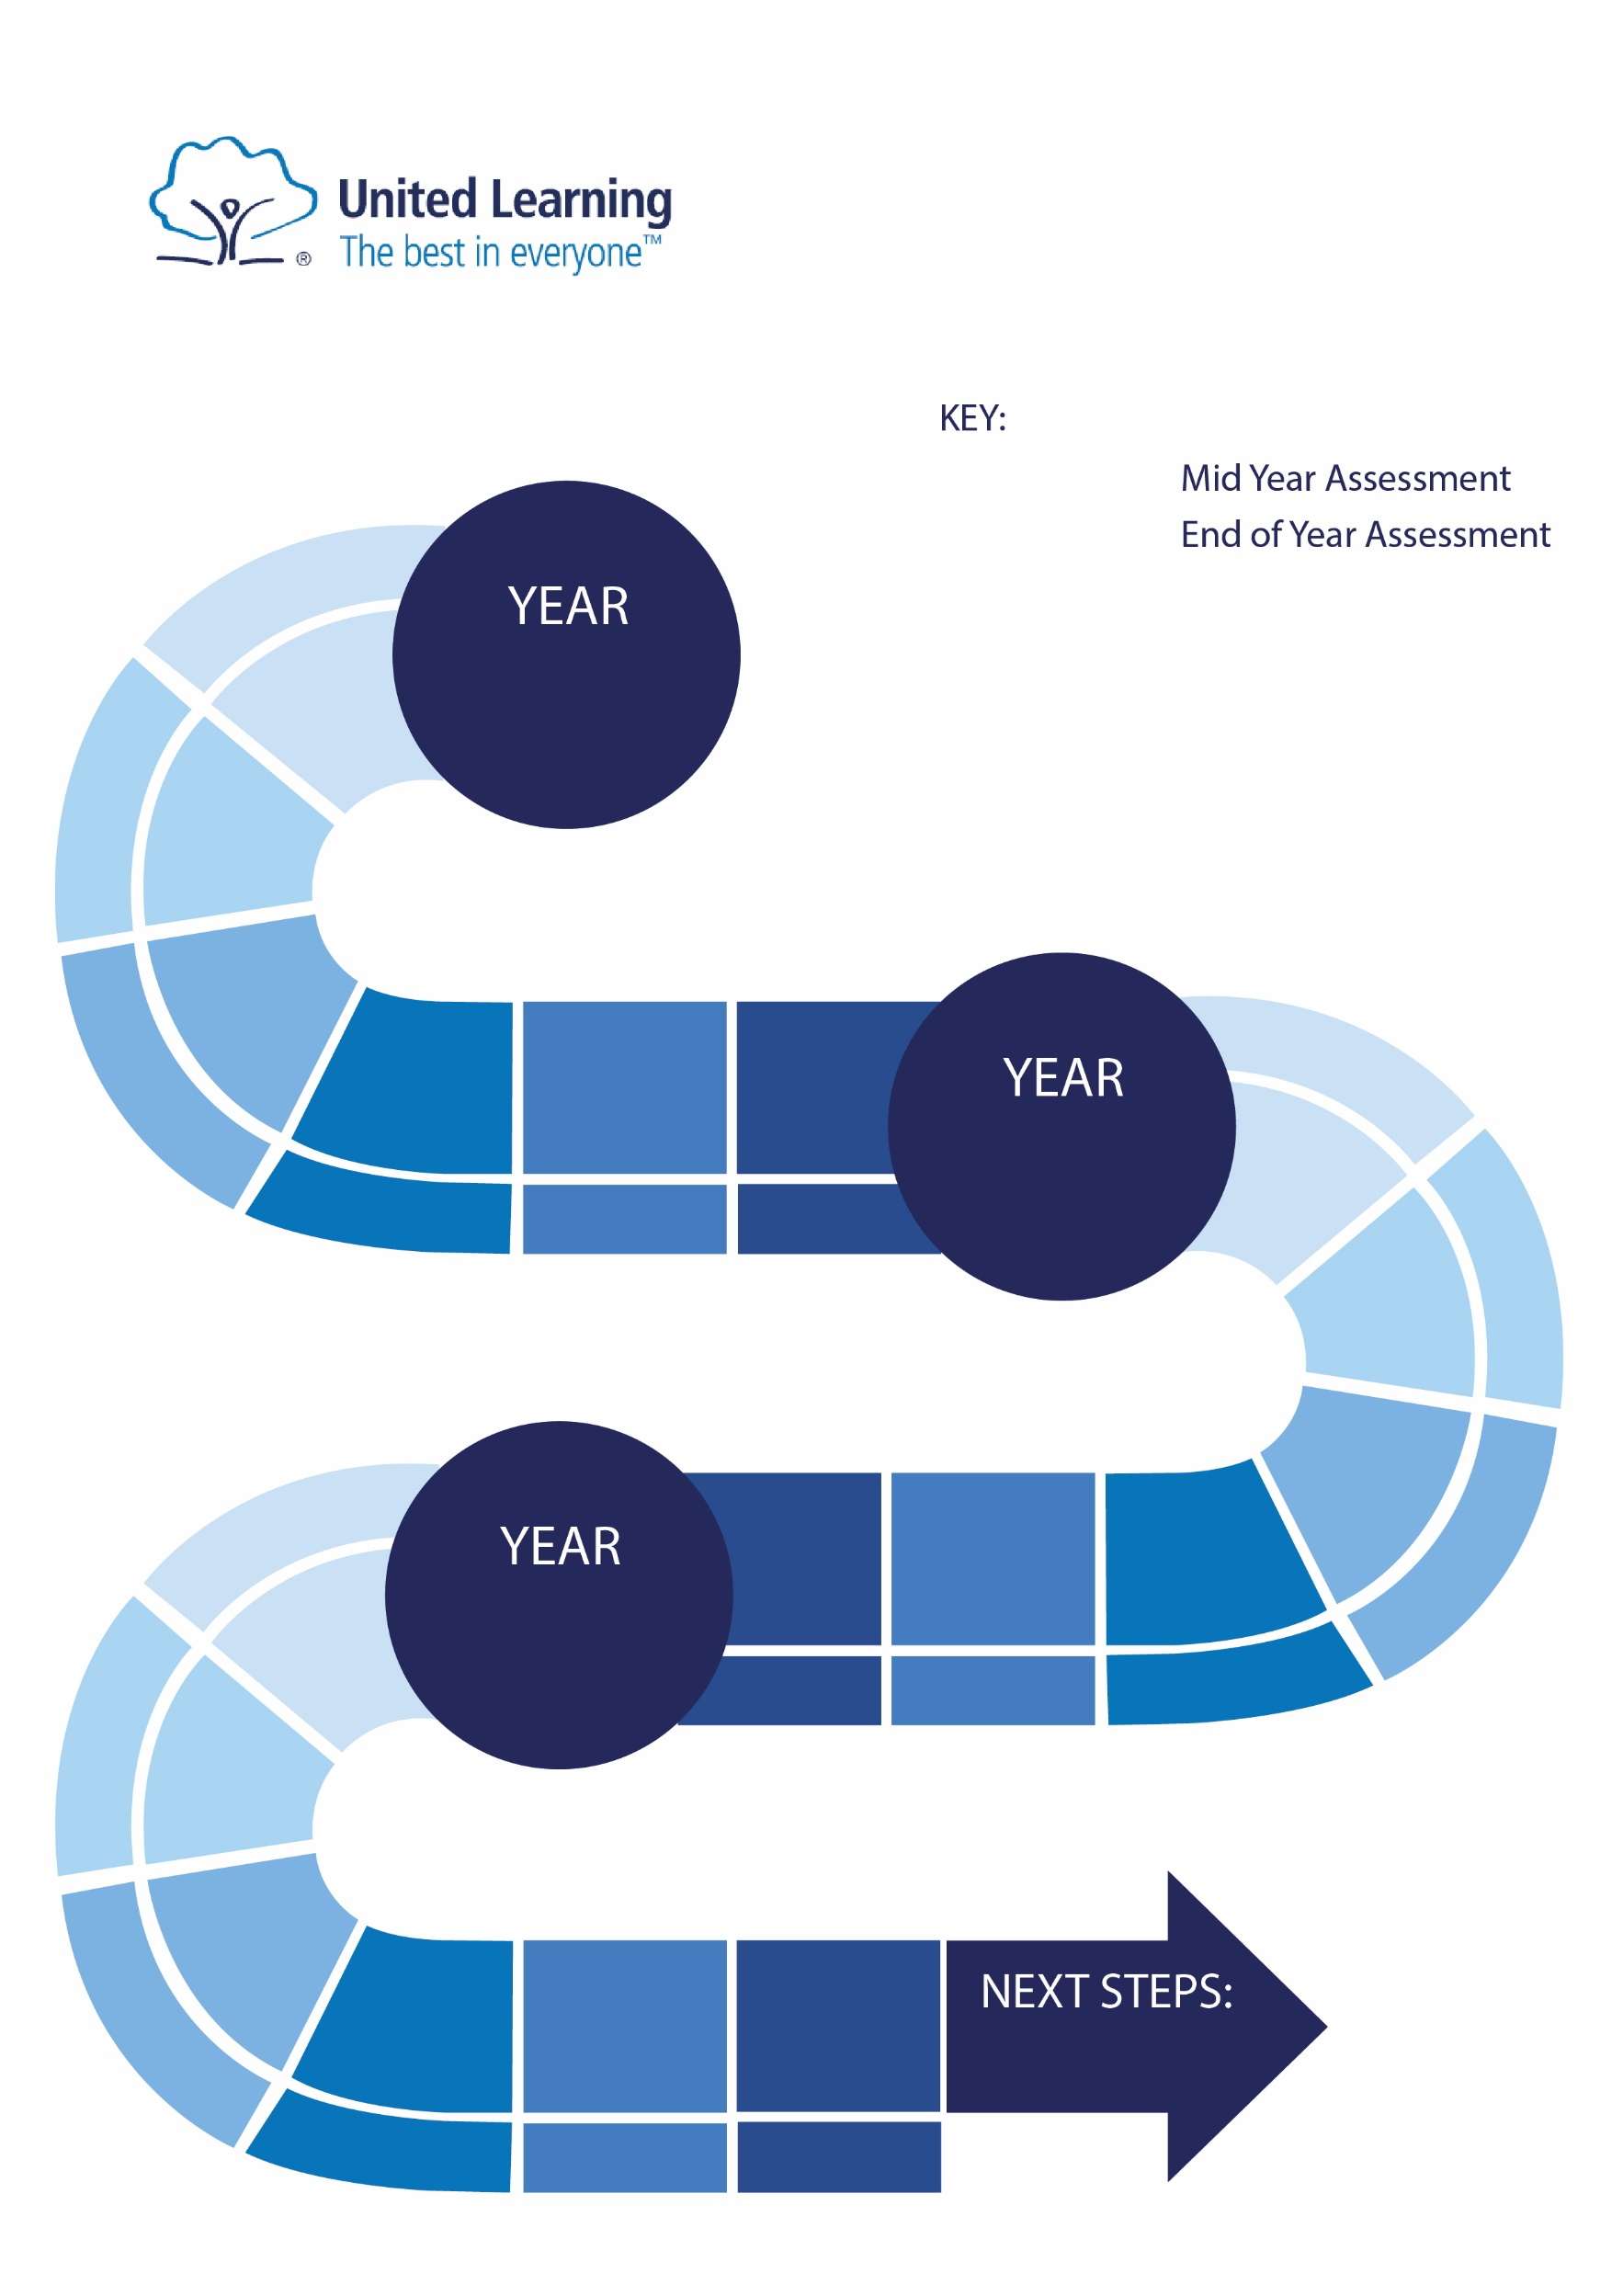 United Learning
The best in everyone™
®
KEY:
Mid Year Assessment
End of Year Assessment
YEAR
YEAR
YEAR
NEXT STEPS: